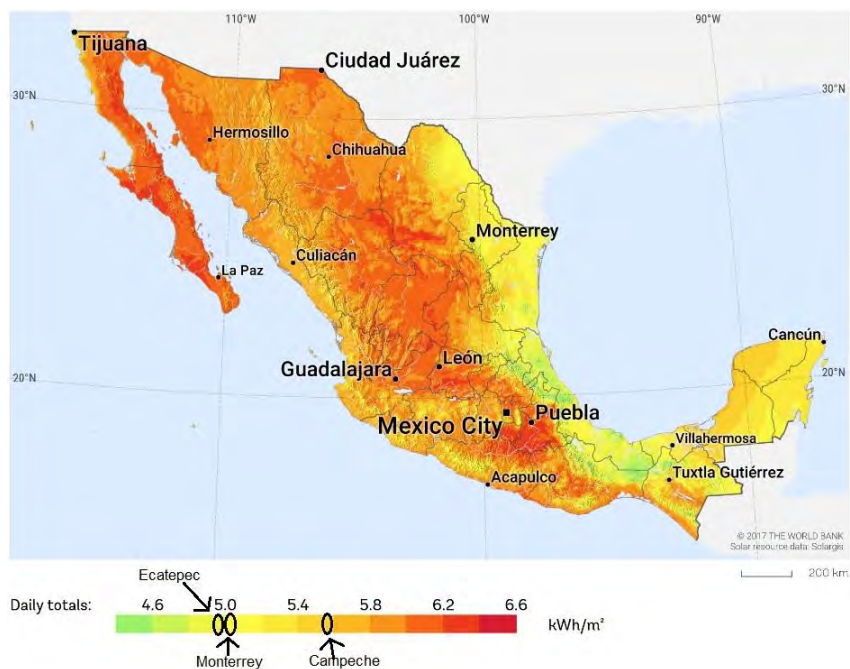 110°W 100°W 90°W
Tijuana
Ciudad Juárez
30°N 30°N
Hermosillo
Chihuahua
Monterrey
Culiacán
La Paz
Cancún
León
Guadalajara
20°N 20°N
Mexico City
Puebla
Villahermosa
Tuxtla Gutiérrez
Acapulco
© 2017 THE WORLD BANK
Solar resource data: Solargis
200 km
Ecatepec
Daily totals: 4.6 5.0 5.4 5.8 6.2 6.6 kWh/m²
Monterrey Campeche